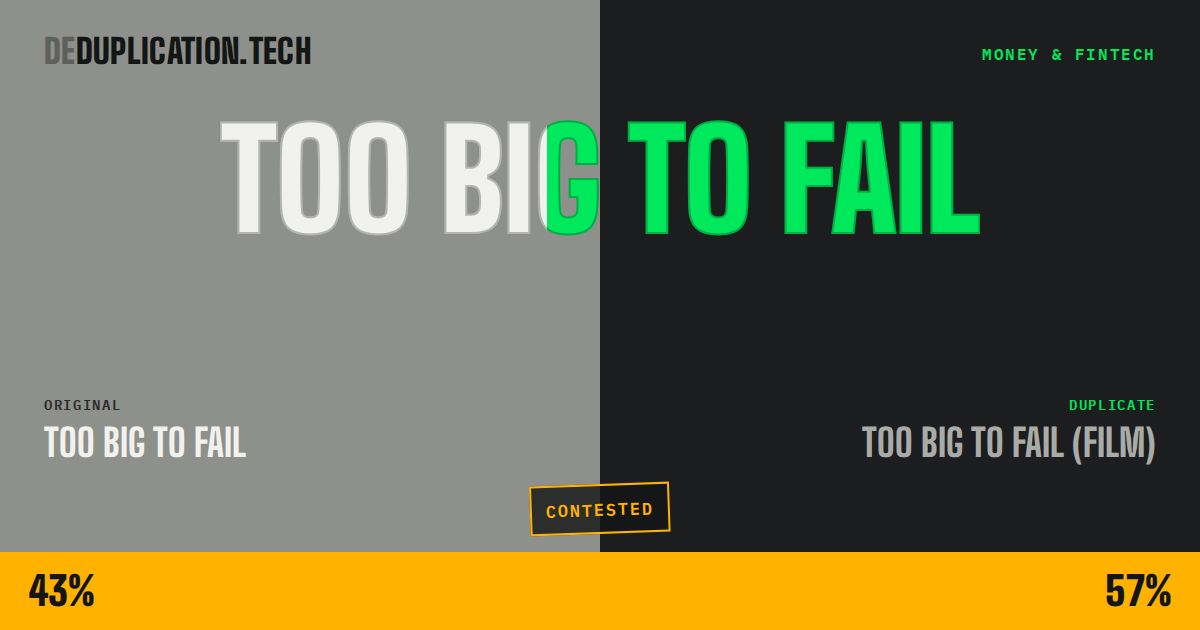 DEDUPLICATION.TECH
MONEY & FINTECH
TOO BIG TO FAIL
ORIGINAL
TOO BIG TO FAIL
DUPLICATE
TOO BIG TO FAIL (FILM)
CONTESTED
43%
57%